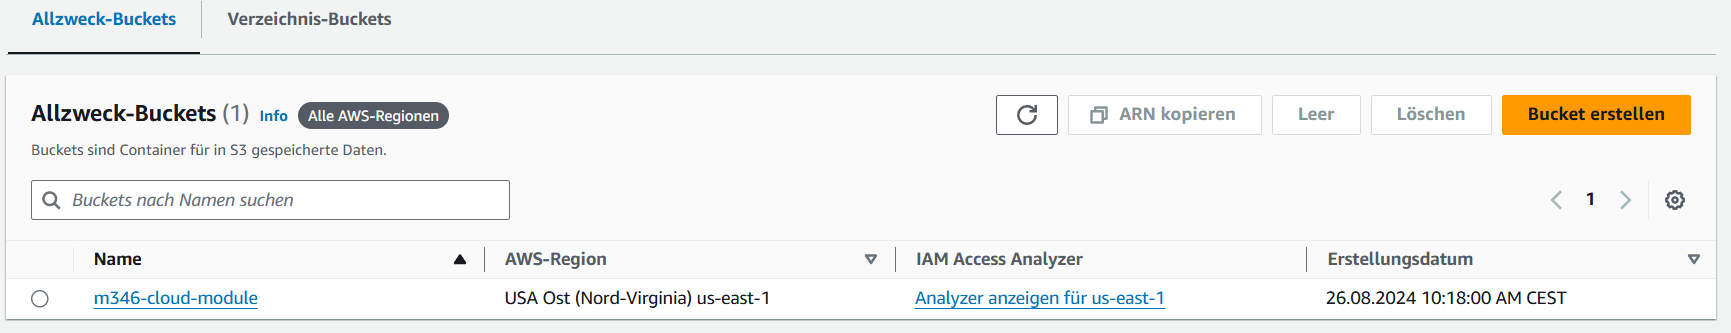 Allzweck-Buckets Verzeichnis-Buckets
Allzweck-Buckets (1) Info Alle AWS-Regionen ARN kopieren Leer Löschen Bucket erstellen
Buckets sind Container für in S3 gespeicherte Daten.
Buckets nach Namen suchen 1
Name AWS-Region IAM Access Analyzer Erstellungsdatum
m346-cloud-module USA Ost (Nord-Virginia) us-east-1 Analyzer anzeigen für us-east-1 26.08.2024 10:18:00 AM CEST